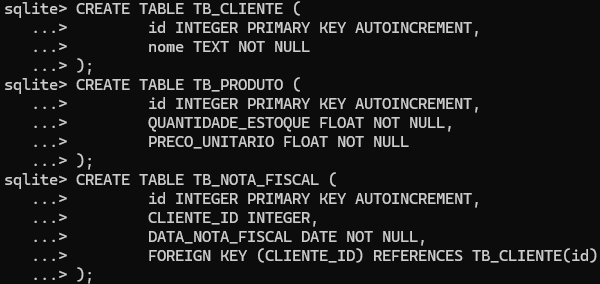 sqlite> CREATE TABLE TB_CLIENTE (
   ...>         id INTEGER PRIMARY KEY AUTOINCREMENT,
   ...>         nome TEXT NOT NULL
   ...> );
sqlite> CREATE TABLE TB_PRODUTO (
   ...>         id INTEGER PRIMARY KEY AUTOINCREMENT,
   ...>         QUANTIDADE_ESTOQUE FLOAT NOT NULL,
   ...>         PRECO_UNITARIO FLOAT NOT NULL
   ...> );
sqlite> CREATE TABLE TB_NOTA_FISCAL (
   ...>         id INTEGER PRIMARY KEY AUTOINCREMENT,
   ...>         CLIENTE_ID INTEGER,
   ...>         DATA_NOTA_FISCAL DATE NOT NULL,
   ...>         FOREIGN KEY (CLIENTE_ID) REFERENCES TB_CLIENTE(id)
   ...> );